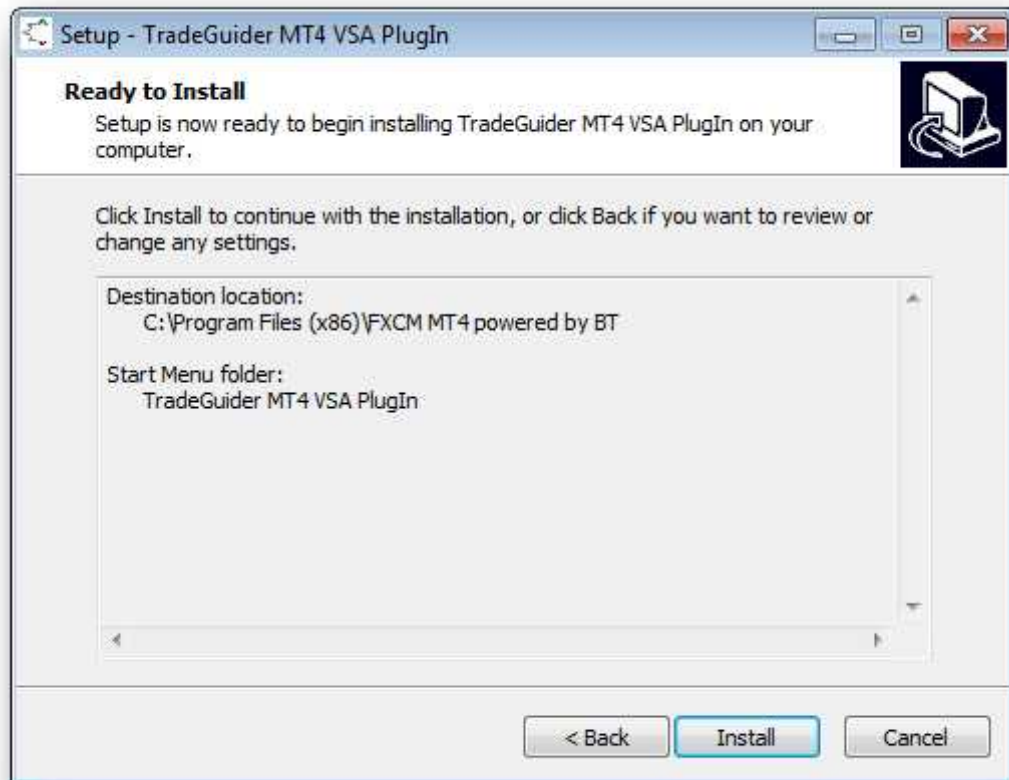 Setup - TradeGuider MT4 VSA PlugIn
Ready to Install
Setup is now ready to begin installing TradeGuider MT4 VSA PlugIn on your
computer.
Click Install to continue with the installation, or click Back if you want to review or
change any settings.
Destination location:
C:\Program Files (x86)\FXCM MT4 powered by BT
Start Menu folder:
TradeGuider MT4 VSA PlugIn
< Back
Install
Cancel